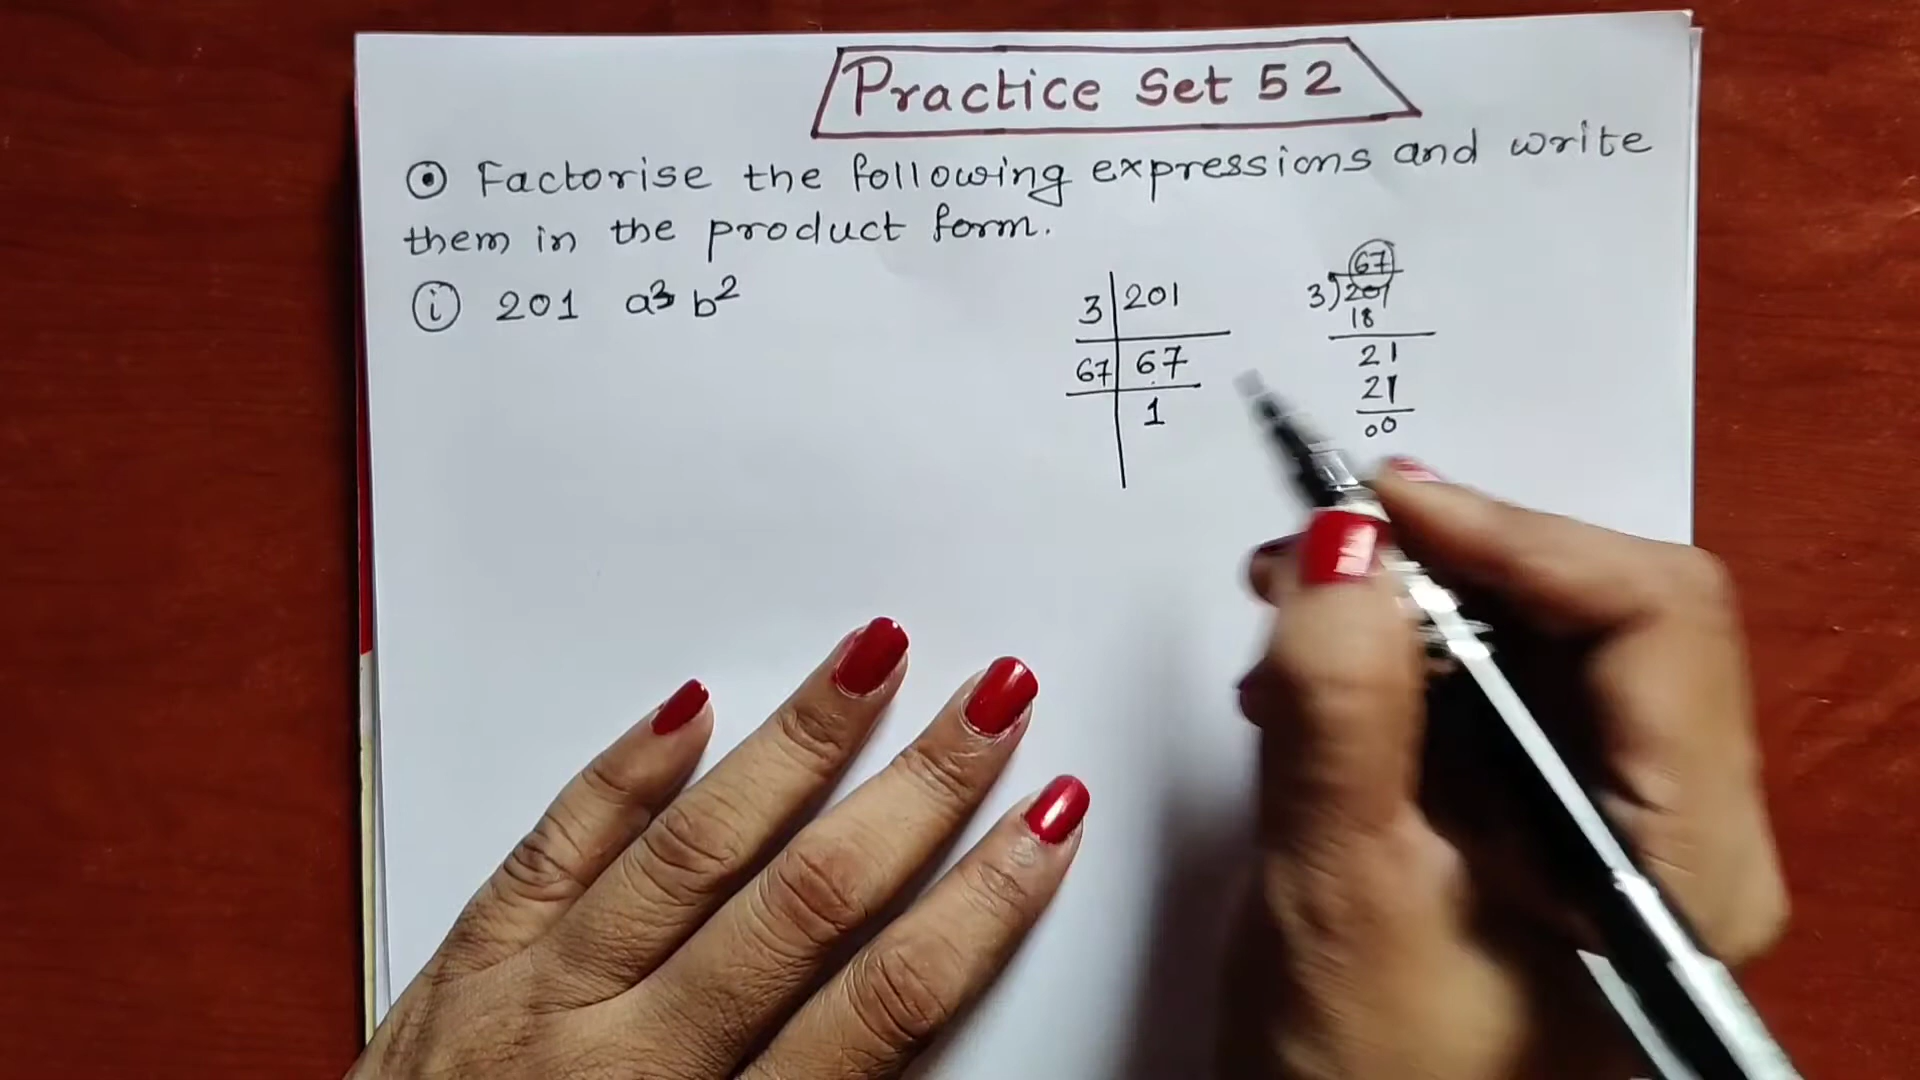 Practice Set 52
⊙ Factorise the following expressions and write
them in the product form.
(i) 201 a³ b²
3 | 201
67 | 67
1
67
3)201
18
21
21
00